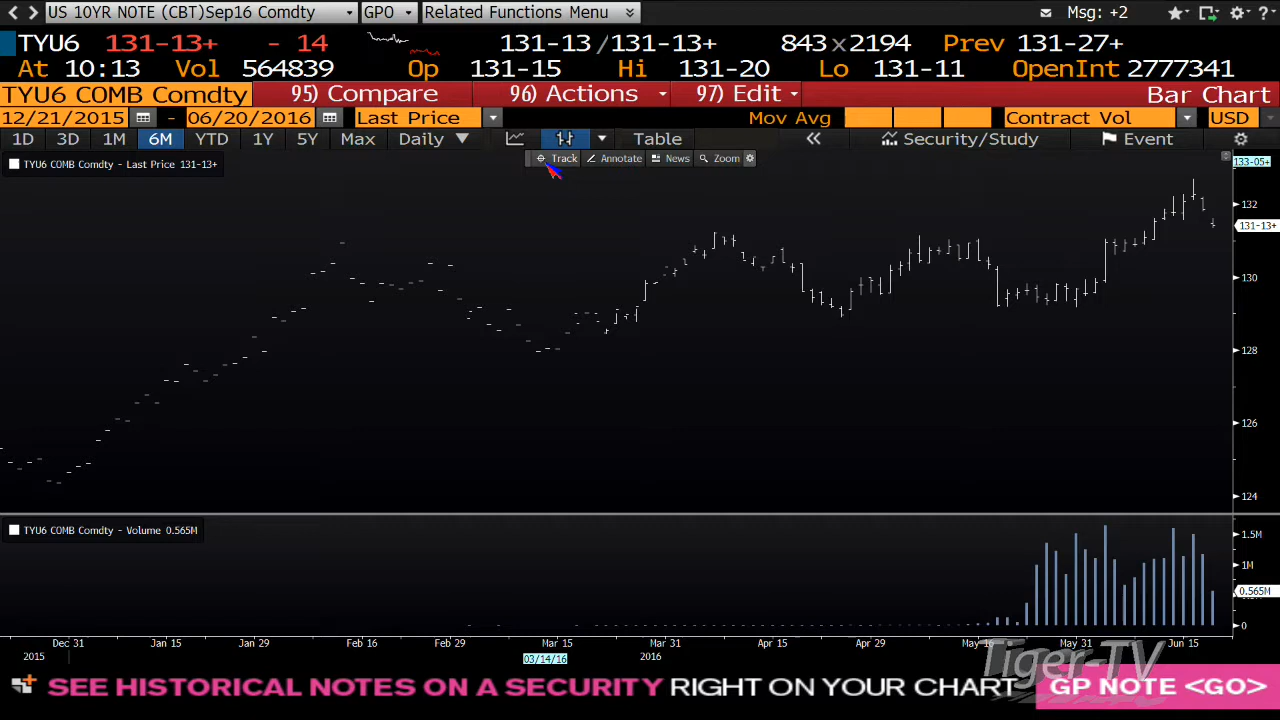 US 10YR NOTE (CBT)Sep16 Comdty GPO Related Functions Menu Msg: +2 ?
TYU6 131-13+ - 14 131-13 /131-13+ 843x2194 Prev 131-27+
At 10:13 Vol 564839 Op 131-15 Hi 131-20 Lo 131-11 OpenInt 2777341
TYU6 COMB Comdty 95) Compare 96) Actions 97) Edit Bar Chart
12/21/2015 - 06/20/2016 Last Price Mov Avg Contract Vol USD
1D 3D 1M 6M YTD 1Y 5Y Max Daily Table Security/Study Event
Track Annotate News Zoom
TYU6 COMB Comdty - Last Price 131-13+
133-05+
132
131-13+
130
128
126
124
TYU6 COMB Comdty - Volume 0.565M
1.5M
1M
0.565M
0
Dec 31 Jan 15 Jan 29 Feb 16 Feb 29 Mar 15 Mar 31 Apr 15 Apr 29 May 16 May 31 Jun 15
2015 03/14/16 2016
Tiger-TV
SEE HISTORICAL NOTES ON A SECURITY RIGHT ON YOUR CHART GP NOTE <GO>